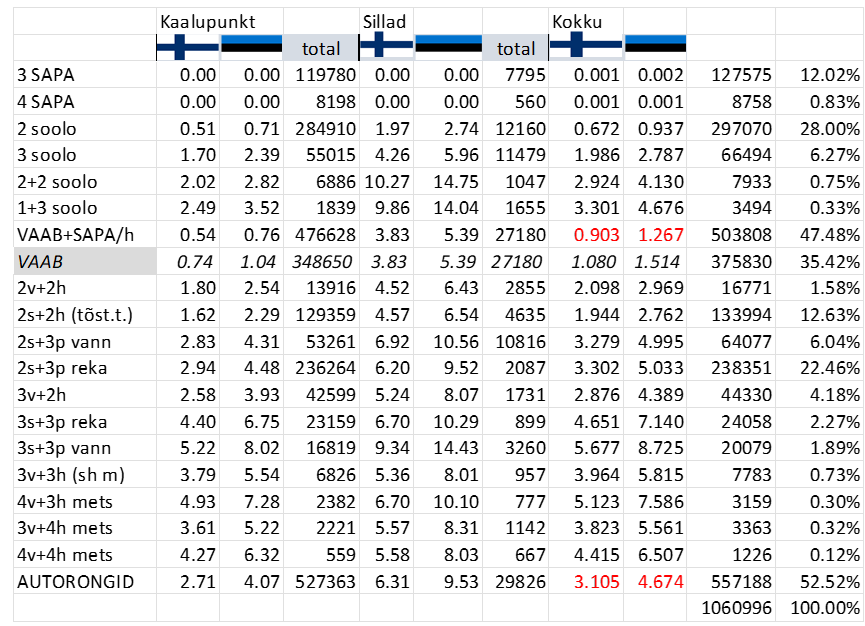 Kaalupunkt Sillad Kokku
total total
3 SAPA 0.00 0.00 119780 0.00 0.00 7795 0.001 0.002 127575 12.02%
4 SAPA 0.00 0.00 8198 0.00 0.00 560 0.001 0.001 8758 0.83%
2 soolo 0.51 0.71 284910 1.97 2.74 12160 0.672 0.937 297070 28.00%
3 soolo 1.70 2.39 55015 4.26 5.96 11479 1.986 2.787 66494 6.27%
2+2 soolo 2.02 2.82 6886 10.27 14.75 1047 2.924 4.130 7933 0.75%
1+3 soolo 2.49 3.52 1839 9.86 14.04 1655 3.301 4.676 3494 0.33%
VAAB+SAPA/h 0.54 0.76 476628 3.83 5.39 27180 0.903 1.267 503808 47.48%
VAAB 0.74 1.04 348650 3.83 5.39 27180 1.080 1.514 375830 35.42%
2v+2h 1.80 2.54 13916 4.52 6.43 2855 2.098 2.969 16771 1.58%
2s+2h (tõst.t.) 1.62 2.29 129359 4.57 6.54 4635 1.944 2.762 133994 12.63%
2s+3p vann 2.83 4.31 53261 6.92 10.56 10816 3.279 4.995 64077 6.04%
2s+3p reka 2.94 4.48 236264 6.20 9.52 2087 3.302 5.033 238351 22.46%
3v+2h 2.58 3.93 42599 5.24 8.07 1731 2.876 4.389 44330 4.18%
3s+3p reka 4.40 6.75 23159 6.70 10.29 899 4.651 7.140 24058 2.27%
3s+3p vann 5.22 8.02 16819 9.34 14.43 3260 5.677 8.725 20079 1.89%
3v+3h (sh m) 3.79 5.54 6826 5.36 8.01 957 3.964 5.815 7783 0.73%
4v+3h mets 4.93 7.28 2382 6.70 10.10 777 5.123 7.586 3159 0.30%
3v+4h mets 3.61 5.22 2221 5.57 8.31 1142 3.823 5.561 3363 0.32%
4v+4h mets 4.27 6.32 559 5.58 8.03 667 4.415 6.507 1226 0.12%
AUTORONGID 2.71 4.07 527363 6.31 9.53 29826 3.105 4.674 557188 52.52%
1060996 100.00%